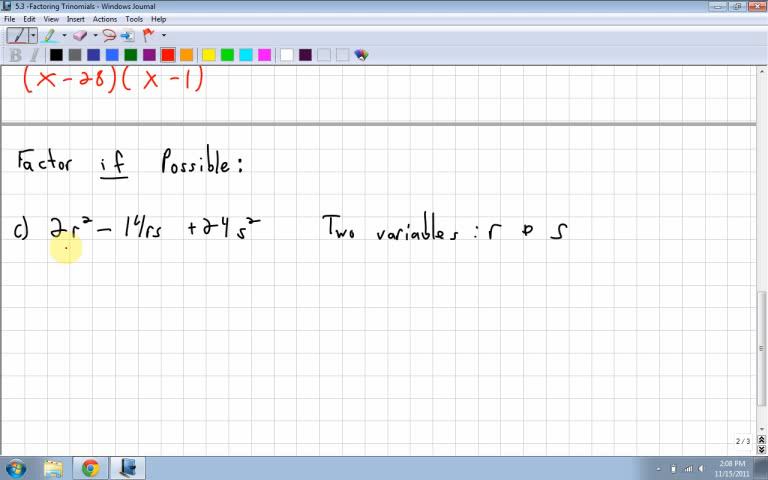 5.3 -Factoring Trinomials - Windows Journal
File Edit View Insert Actions Tools Help
B I
(x - 28)(x - 1)
Factor if Possible:
c) 2r² - 14rs + 24s² Two variables : r & s
2 / 3
2:08 PM
11/15/2011